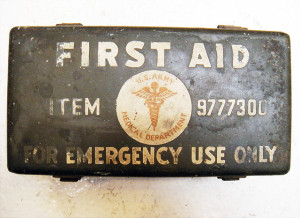 FIRST AID
U.S. ARMY
ITEM 9777300
MEDICAL DEPARTMENT
FOR EMERGENCY USE ONLY